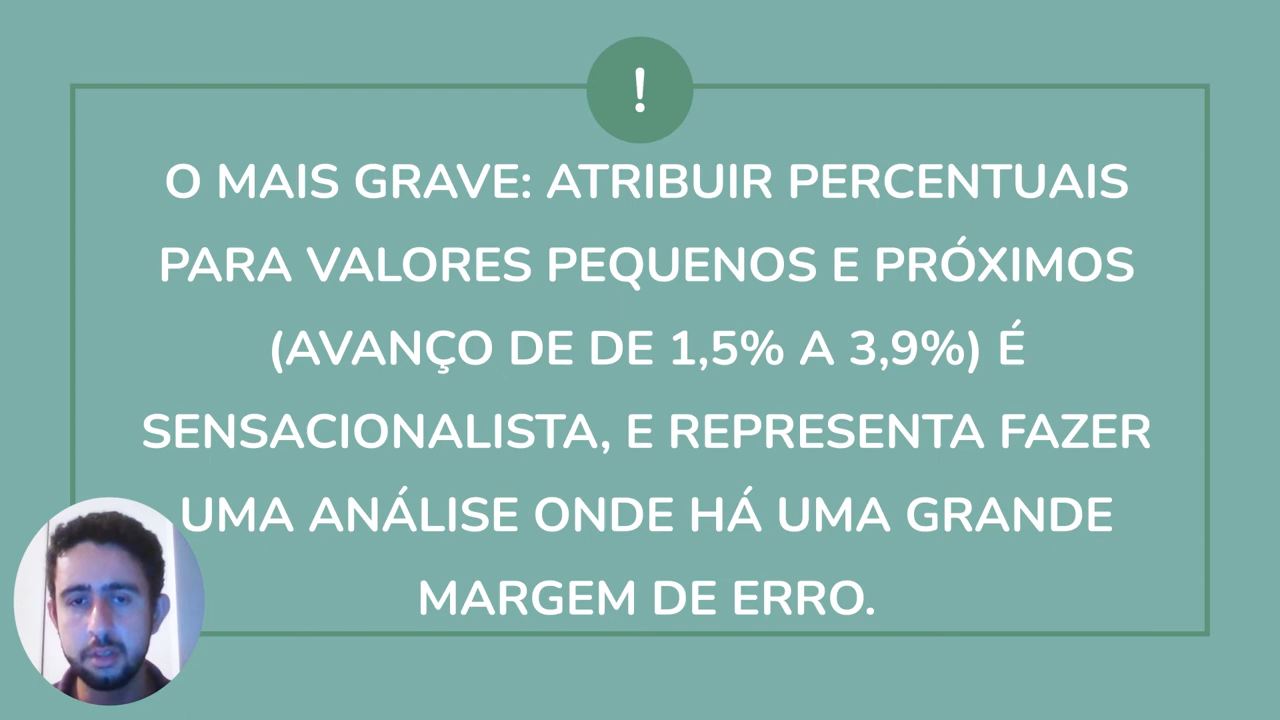 !
O MAIS GRAVE: ATRIBUIR PERCENTUAIS
PARA VALORES PEQUENOS E PRÓXIMOS
(AVANÇO DE DE 1,5% A 3,9%) É
SENSACIONALISTA, E REPRESENTA FAZER
UMA ANÁLISE ONDE HÁ UMA GRANDE
MARGEM DE ERRO.